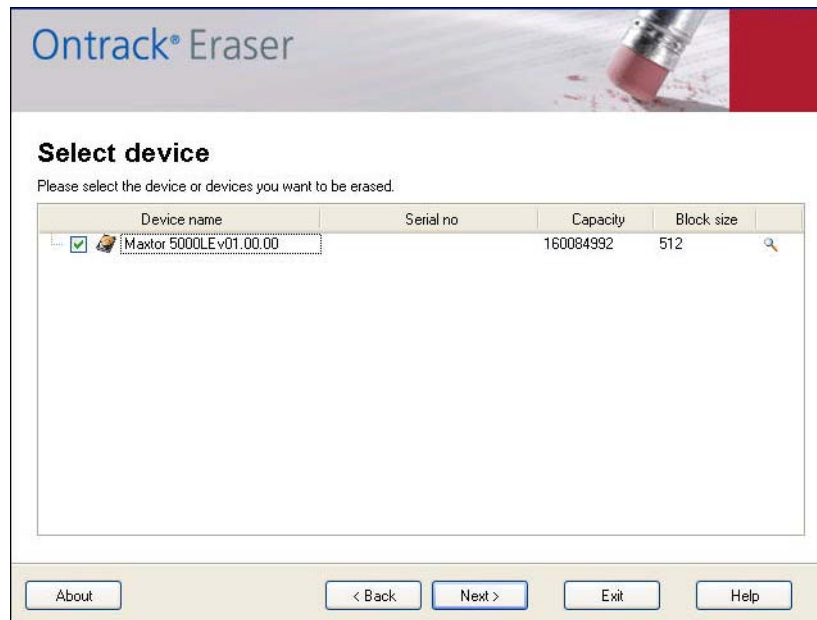 Ontrack® Eraser
Select device
Please select the device or devices you want to be erased.
Device name Serial no Capacity Block size
Maxtor 5000LE v01.00.00 160084992 512
About < Back Next > Exit Help